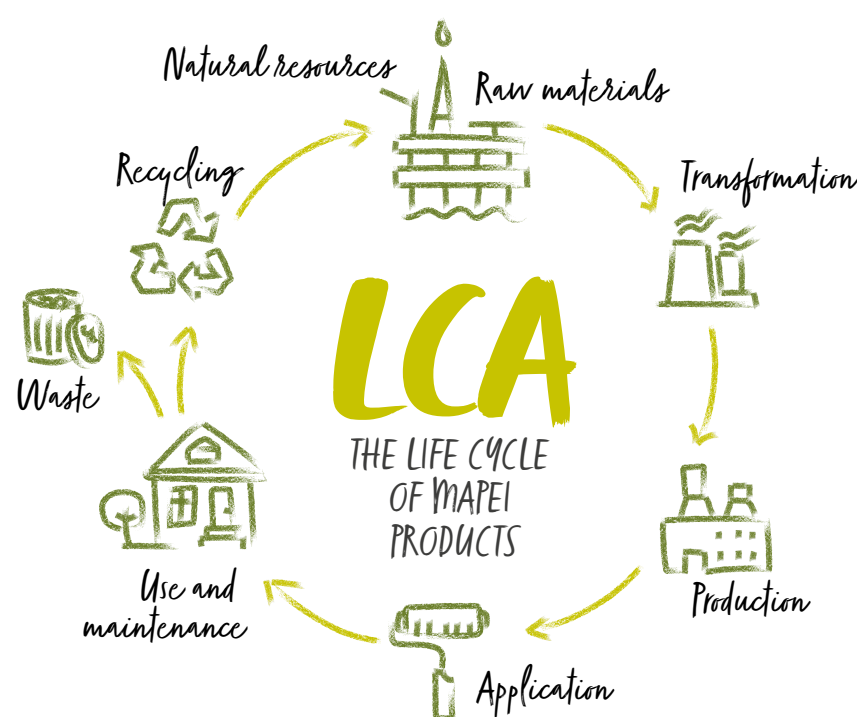 Natural resources
Raw materials
Transformation
Recycling
Waste
LCA
THE LIFE CYCLE
OF MAPEI
PRODUCTS
Production
Use and
maintenance
Application